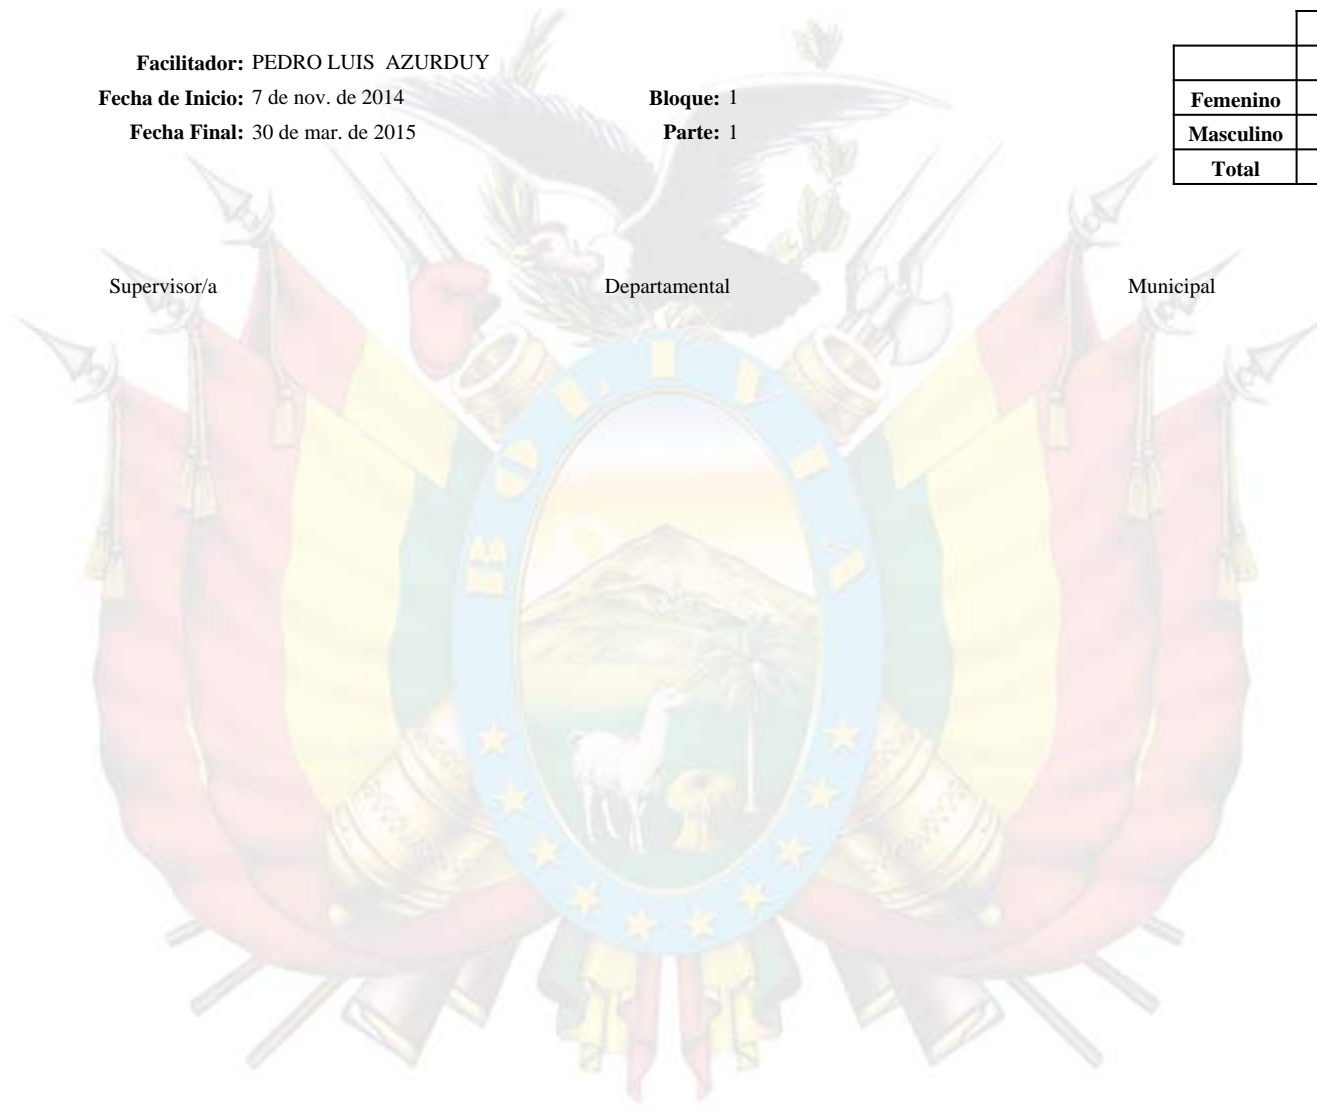 Facilitador: PEDRO LUIS AZURDUY
Fecha de Inicio: 7 de nov. de 2014 Bloque: 1
Fecha Final: 30 de mar. de 2015 Parte: 1
Femenino
Masculino
Total
Supervisor/a Departamental Municipal
BOLIVIA